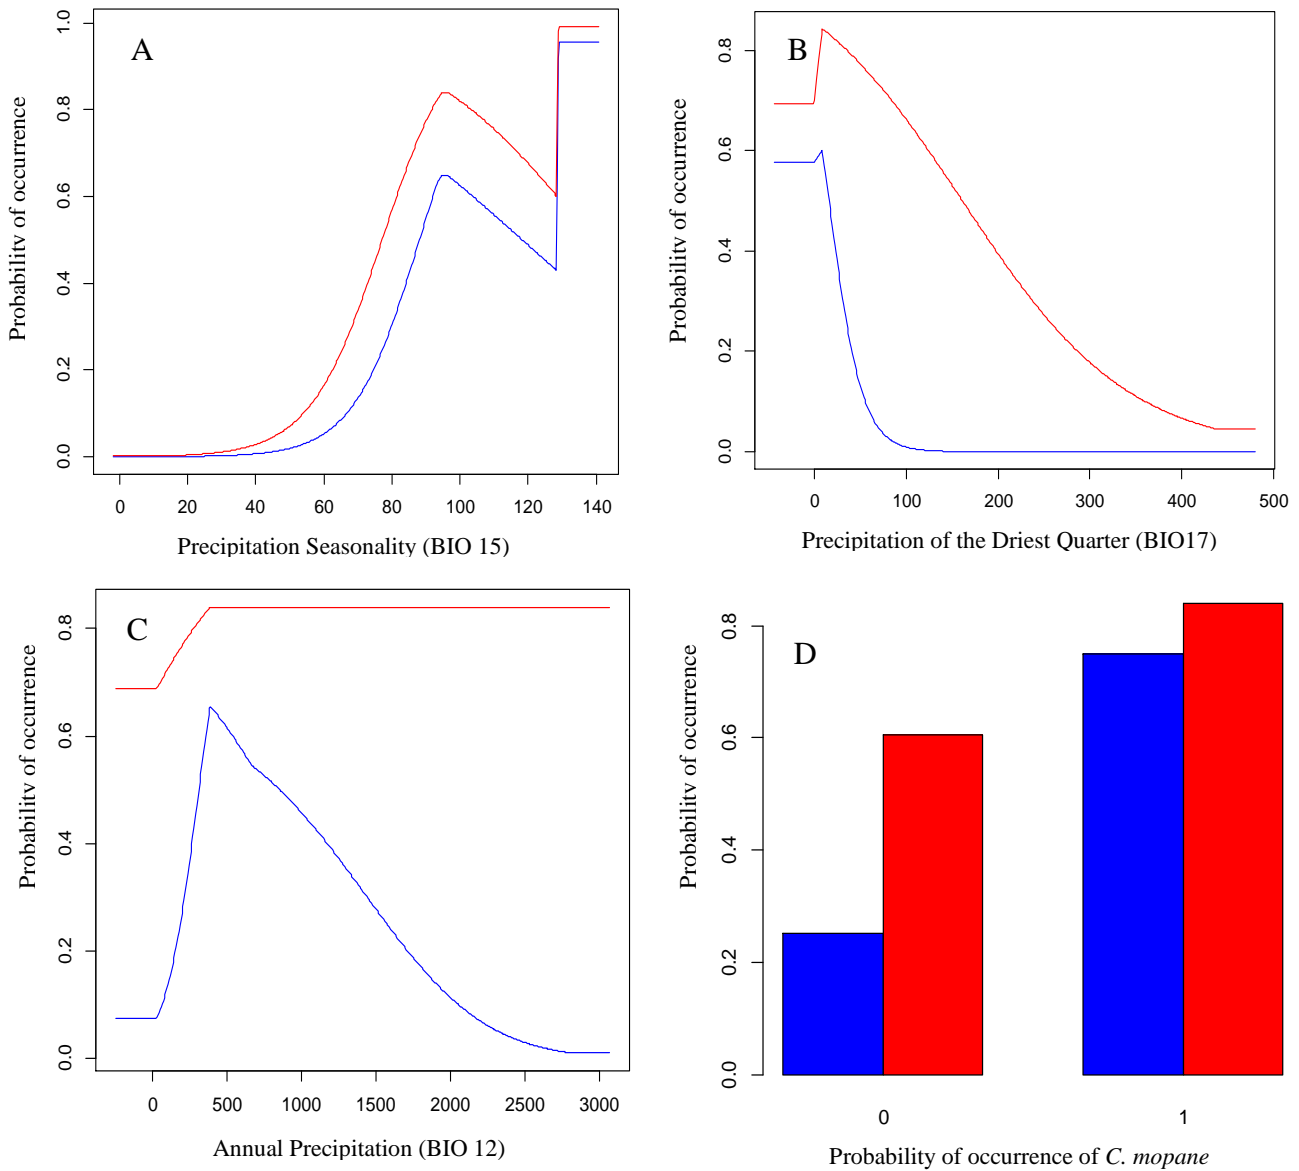 A
Probability of occurrence
1.0
0.8
0.6
0.4
0.2
0.0
0 20 40 60 80 100 120 140
Precipitation Seasonality (BIO 15)
B
Probability of occurrence
0.8
0.6
0.4
0.2
0.0
0 100 200 300 400 500
Precipitation of the Driest Quarter (BIO17)
C
Probability of occurrence
0.8
0.6
0.4
0.2
0.0
0 500 1000 1500 2000 2500 3000
Annual Precipitation (BIO 12)
D
Probability of occurrence
0.8
0.6
0.4
0.2
0.0
0 1
Probability of occurrest of C. mopane